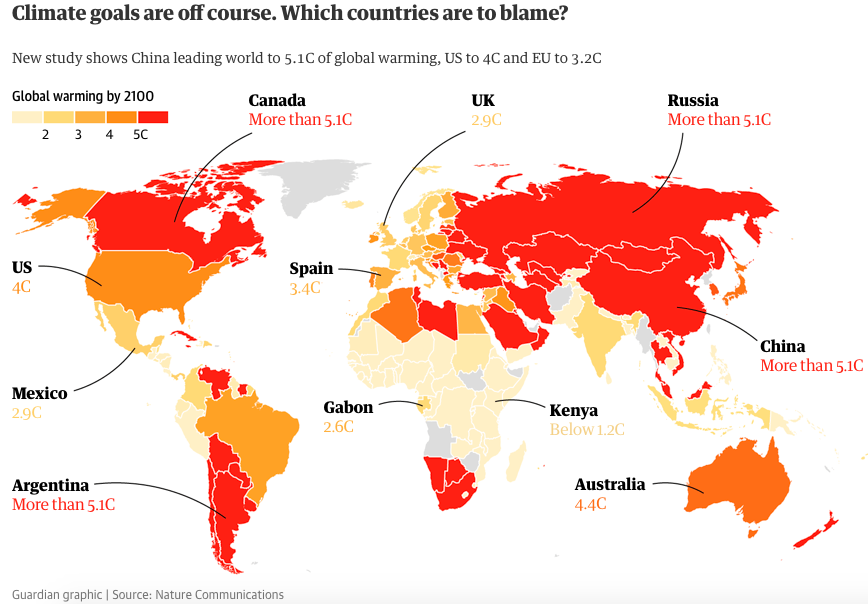 Climate goals are off course. Which countries are to blame?
New study shows China leading world to 5.1C of global warming, US to 4C and EU to 3.2C
Global warming by 2100
2 3 4 5C
Canada
More than 5.1C
UK
2.9C
Russia
More than 5.1C
US
4C
Spain
3.4C
China
More than 5.1C
Mexico
2.9C
Gabon
2.6C
Kenya
Below 1.2C
Argentina
More than 5.1C
Australia
4.4C
Guardian graphic | Source: Nature Communications